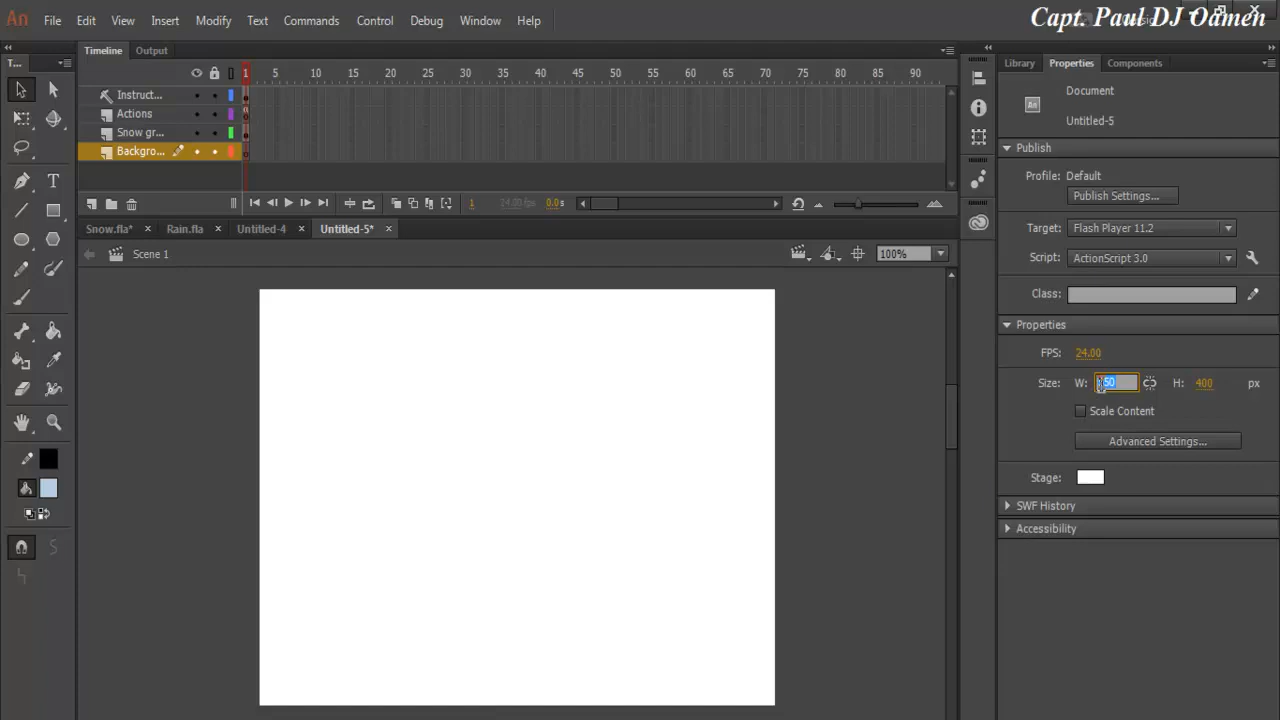 An File Edit View Insert Modify Text Commands Control Debug Window Help
Capt. Paul DJ Oamen
T... Timeline Output
1 5 10 15 20 25 30 35 40 45 50 55 60 65 70 75 80 85 90
Instruct...
Actions
Snow gr...
Backgro...
1 24.00 fps 0.0 s
Snow.fla* × Rain.fla × Untitled-4 × Untitled-5* ×
Scene 1 100%
Library Properties Components
Document
An
Untitled-5
Publish
Profile: Default
Publish Settings...
Target: Flash Player 11.2
Script: ActionScript 3.0
Class:
Properties
FPS: 24.00
Size: W: H: 400 px
Scale Content
Advanced Settings...
Stage:
SWF History
Accessibility